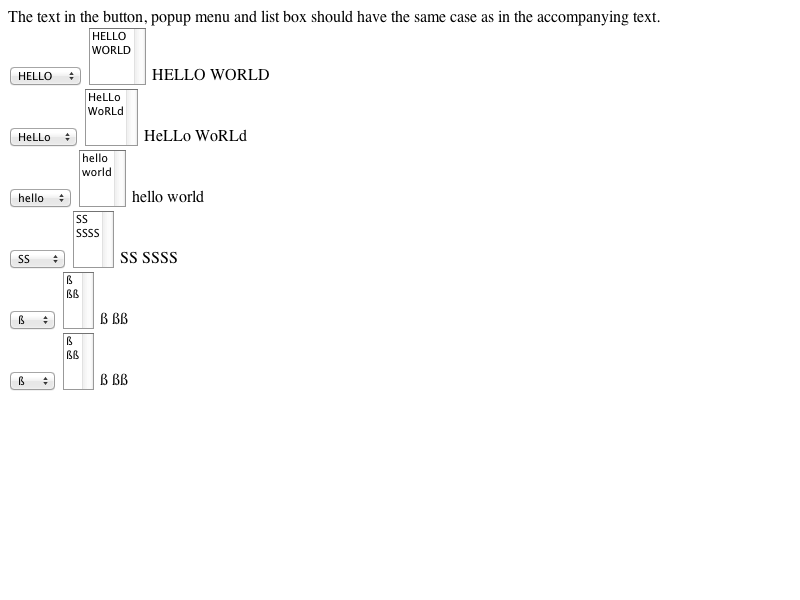 The text in the button, popup menu and list box should have the same case as in the accompanying text.
HELLO
WORLD
HELLO HELLO WORLD
HeLLo
WoRLd
HeLLo HeLLo WoRLd
hello
world
hello hello world
SS
SSSS
SS SS SSSS
ß
ßß
ß ß ßß
ß
ßß
ß ß ßß